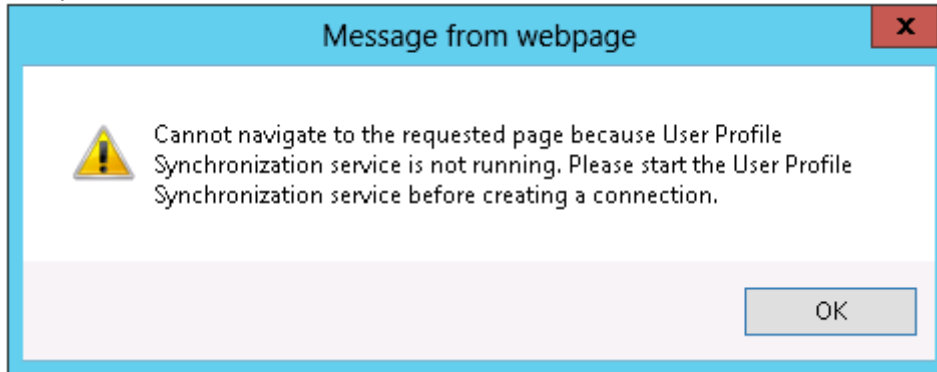 Message from webpage
x
Cannot navigate to the requested page because User Profile
Synchronization service is not running. Please start the User Profile
Synchronization service before creating a connection.
OK